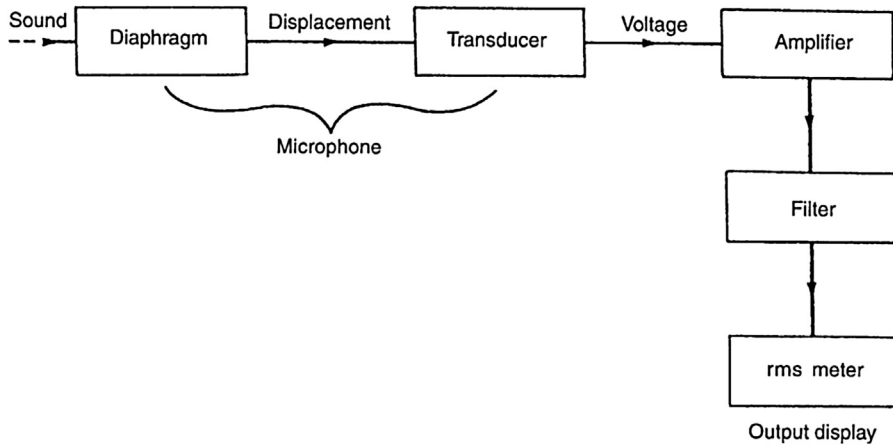 Sound
Diaphragm
Displacement
Transducer
Voltage
Amplifier
Microphone
Filter
rms meter
Output display